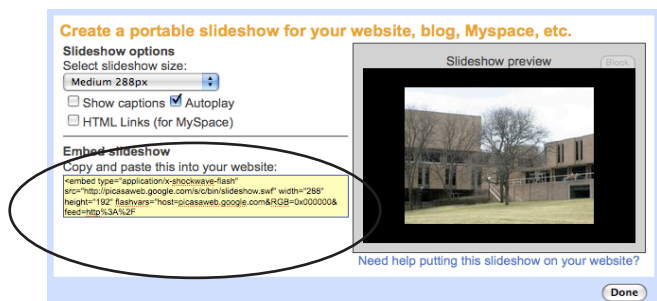 Create a portable slideshow for your website, blog, Myspace, etc.
Slideshow options
Select slideshow size:
Medium 288px
Show captions Autoplay
HTML Links (for MySpace)
Embed slideshow
Copy and paste this into your website:
<embed type="application/x-shockwave-flash"
src="http://picasaweb.google.com/s/c/bin/slideshow.swf" width="288"
height="192" flashvars="host=picasaweb.google.com&RGB=0x000000&
feed=http%3A%2F
Slideshow preview
Block
Need help putting this slideshow on your website?
Done